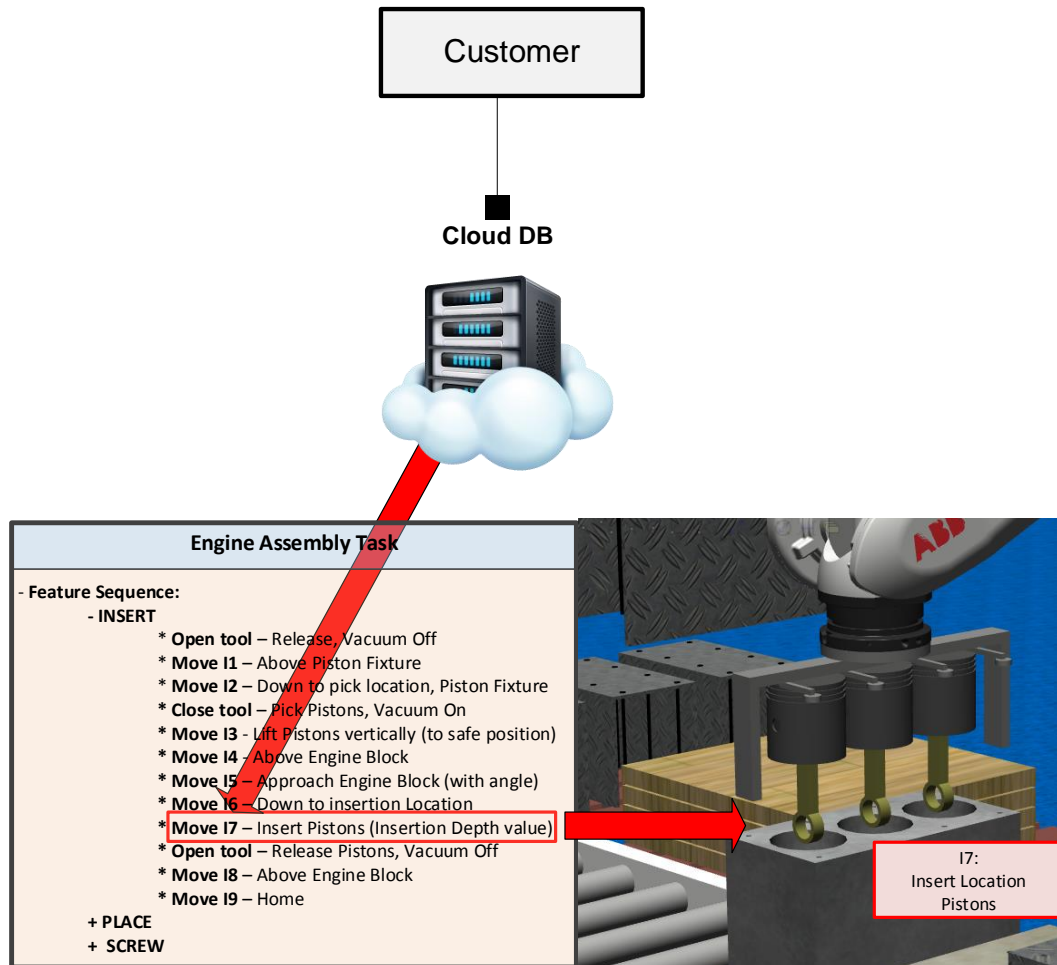 Customer
Cloud DB
Engine Assembly Task
- Feature Sequence:
- INSERT
* Open tool – Release, Vacuum Off
* Move I1 – Above Piston Fixture
* Move I2 – Down to pick location, Piston Fixture
* Close tool – Pick Pistons, Vacuum On
* Move I3 - Lift Pistons vertically (to safe position)
* Move I4 - Above Engine Block
* Move I5 – Approach Engine Block (with angle)
* Move I6 – Down to insertion Location
* Move I7 – Insert Pistons (Insertion Depth value)
* Open tool – Release Pistons, Vacuum Off
* Move I8 – Above Engine Block
* Move I9 – Home
+ PLACE
+ SCREW
ABB
I7:
Insert Location
Pistons